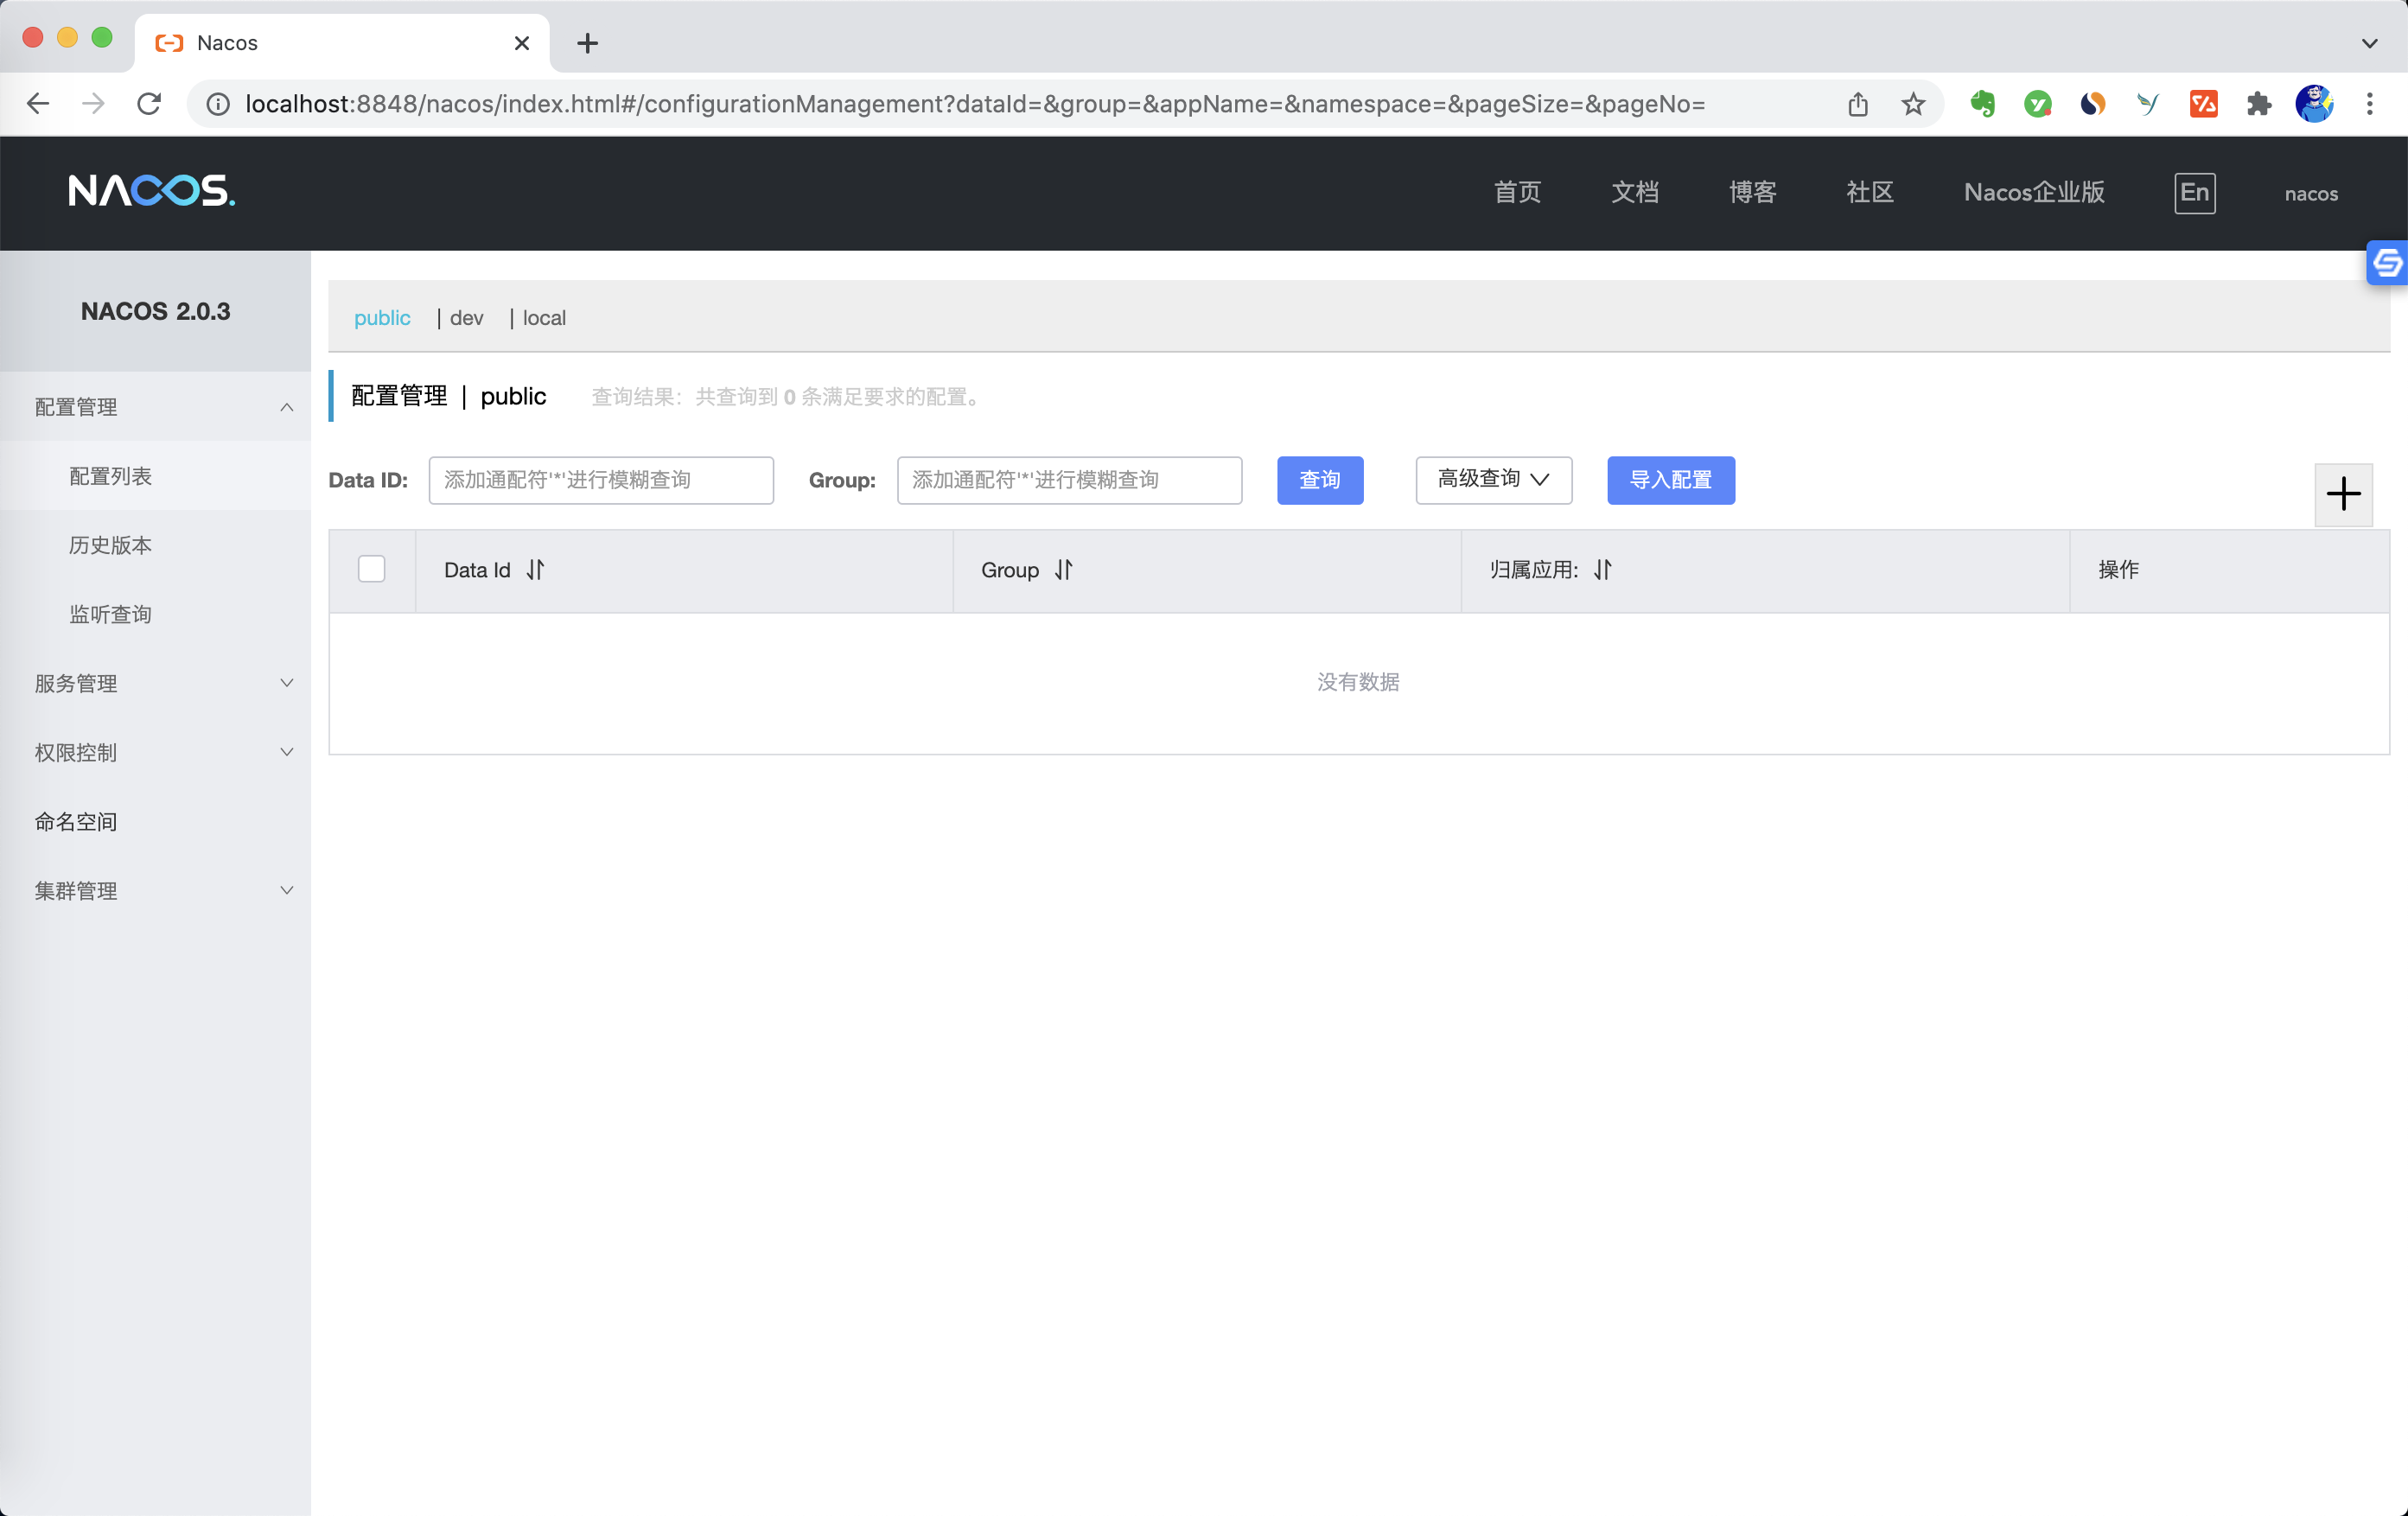 Nacos
localhost:8848/nacos/index.html#/configurationManagement?dataId=&group=&appName=&namespace=&pageSize=&pageNo=
NACOS.
首页 文档 博客 社区 Nacos企业版 En nacos
NACOS 2.0.3
public | dev | local
配置管理 | public 查询结果：共查询到 0 条满足要求的配置。
Data ID: 添加通配符'*'进行模糊查询 Group: 添加通配符'*'进行模糊查询 查询 高级查询 导入配置
Data Id Group 归属应用: 操作
没有数据
配置管理
配置列表
历史版本
监听查询
服务管理
权限控制
命名空间
集群管理